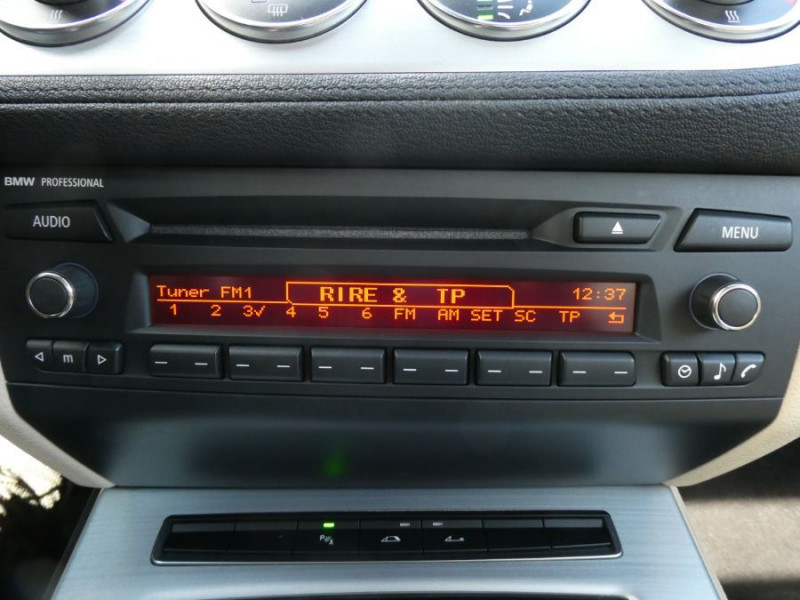 BMW PROFESSIONAL
AUDIO
MENU
Tuner FM1 RIRE & TP 12:37
1 2 3✓ 4 5 6 FM AM SET SC TP
m
P